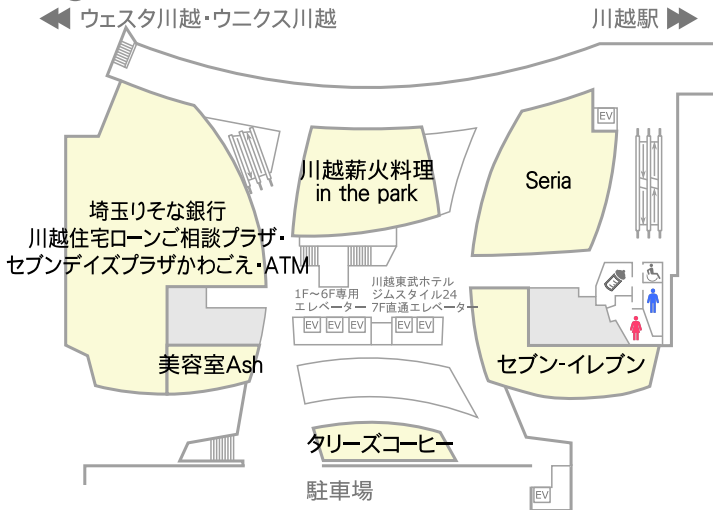 ◀◀ ウェスタ川越・ウニクス川越
川越駅 ▶▶
EV
川越薪火料理
in the park
Seria
埼玉りそな銀行
川越住宅ローンご相談プラザ・
セブンデイズプラザかわごえ・ATM
1F～6F専用
エレベーター
川越東武ホテル
ジムスタイル24
7F直通エレベーター
EV EV EV EV EV
美容室Ash
セブン-イレブン
タリーズコーヒー
駐車場
EV